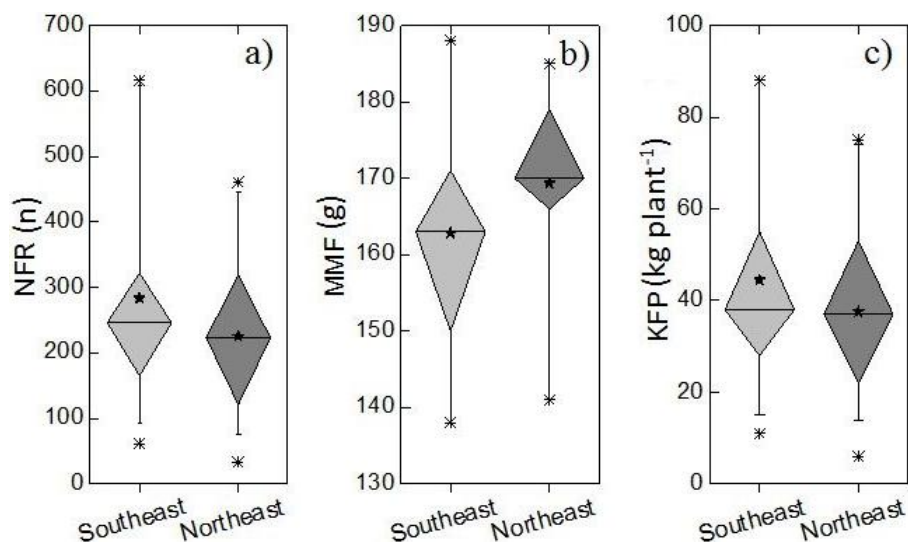 a)
NFR (n)
700
600
500
400
300
200
100
0
Southeast
Northeast
b)
MMF (g)
190
180
170
160
150
140
130
Southeast
Northeast
c)
KFP (kg plant⁻¹)
100
80
60
40
20
0
Southeast
Northeast